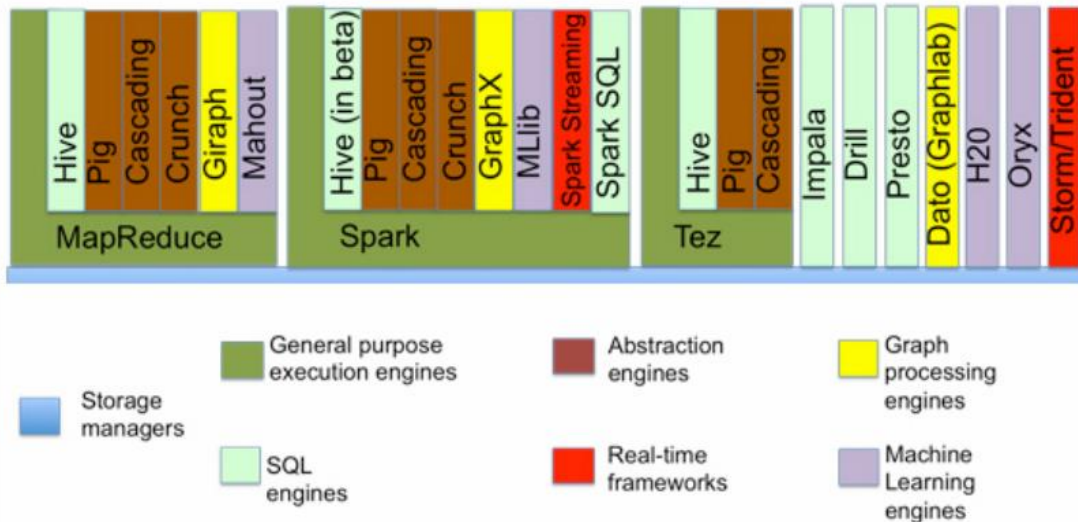 Hive
Pig
Cascading
Crunch
Giraph
Mahout
MapReduce
Hive (in beta)
Pig
Cascading
Crunch
GraphX
MLlib
Spark Streaming
Spark SQL
Spark
Hive
Pig
Cascading
Tez
Impala
Drill
Presto
Dato (Graphlab)
H20
Oryx
Storm/Trident
Storage
managers
General purpose
execution engines
SQL
engines
Abstraction
engines
Real-time
frameworks
Graph
processing
engines
Machine
Learning
engines